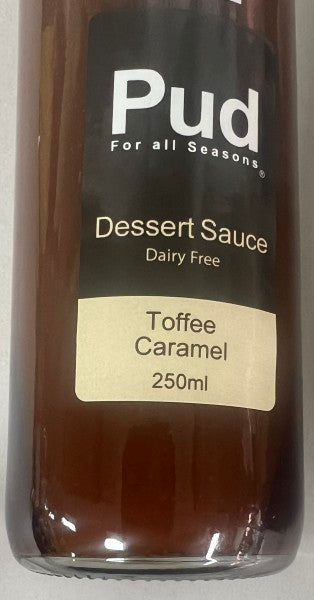 Pud
For all Seasons®
Dessert Sauce
Dairy Free
Toffee
Caramel
250ml